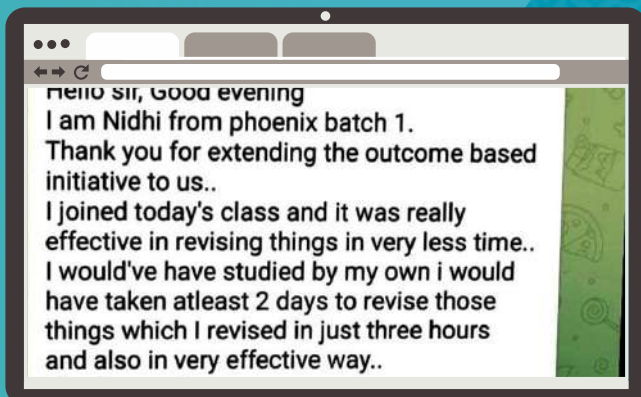 Hello sir, Good evening
I am Nidhi from phoenix batch 1.
Thank you for extending the outcome based
initiative to us..
I joined today's class and it was really
effective in revising things in very less time..
I would've have studied by my own i would
have taken atleast 2 days to revise those
things which I revised in just three hours
and also in very effective way..